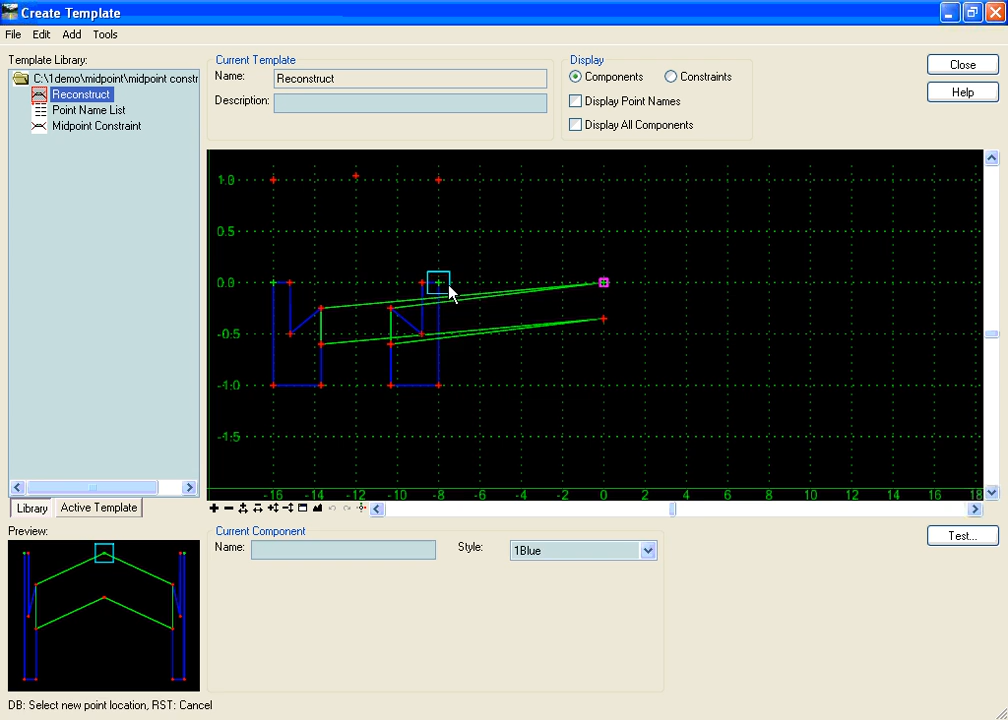 Create Template
File Edit Add Tools
Template Library:
C:\1demo\midpoint\midpoint constr
Reconstruct
Point Name List
Midpoint Constraint
Library Active Template
Preview:
Current Template
Name: Reconstruct
Description:
Display
Components Constraints
Display Point Names
Display All Components
Close
Help
1.0
0.5
0.0
-0.5
-1.0
-1.5
-16 -14 -12 -10 -8 -6 -4 -2 0 2 4 6 8 10 12 14 16 18
Current Component
Name:
Style: 1Blue
Test...
DB: Select new point location, RST: Cancel